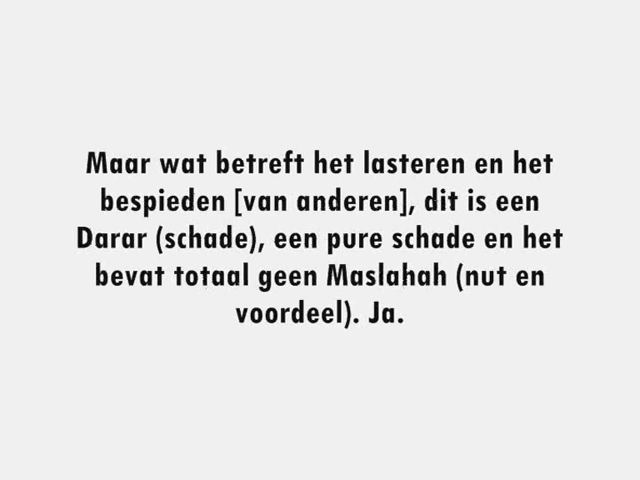 Maar wat betreft het lasteren en het
bespieden [van anderen], dit is een
Darar (schade), een pure schade en het
bevat totaal geen Maslahah (nut en
voordeel). Ja.